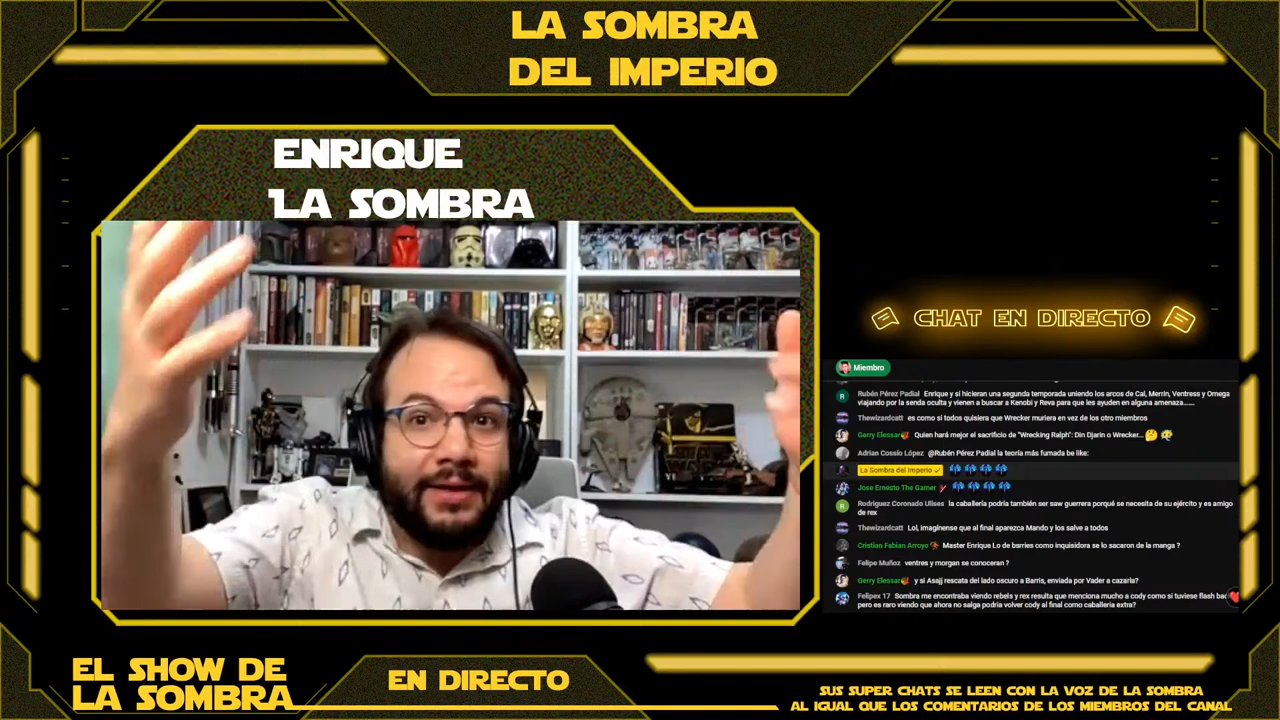 LA SOMBRA
DEL IMPERIO
ENRIQUE
LA SOMBRA
CHAT EN DIRECTO
Miembro
Rubén Pérez Padial Enrique y si hicieran una segunda temporada uniendo los arcos de Cal, Merrin, Ventress y Omega
viajando por la senda oculta y vienen a buscar a Kenobi y Reva para que les ayuden en alguna amenaza......
Thewizardcatt es como si todos quisiera que Wrecker muriera en vez de los otro miembros
Gerry Elessar Quien hará mejor el sacrificio de "Wrecking Ralph": Din Djarin o Wrecker...
Adrian Cossío López @Rubén Pérez Padial la teoría más fumada be like:
La Sombra del Imperio
Jose Ernesto The Gamer
Rodriguez Coronado Ulises la caballería podría también ser saw guerrera porqué se necesita de su ejército y es amigo
de rex
Thewizardcatt Lol, imagínense que al final aparezca Mando y los salve a todos
Cristian Fabian Arroyo Master Enrique Lo de bsrries como inquisidora se lo sacaron de la manga ?
Felipe Muñoz ventres y morgan se conoceran ?
Gerry Elessar y si Asajj rescata del lado oscuro a Barris, enviada por Vader a cazarla?
Felipex 17 Sombra me encontraba viendo rebels y rex resulta que menciona mucho a cody como si tuviese flash bac
pero es raro viendo que ahora no salga podria volver cody al final como caballeria extra?
EL SHOW DE
LA SOMBRA
EN DIRECTO
SUS SUPER CHATS SE LEEN CON LA VOZ DE LA SOMBRA
AL IGUAL QUE LOS COMENTARIOS DE LOS MIEMBROS DEL CANAL